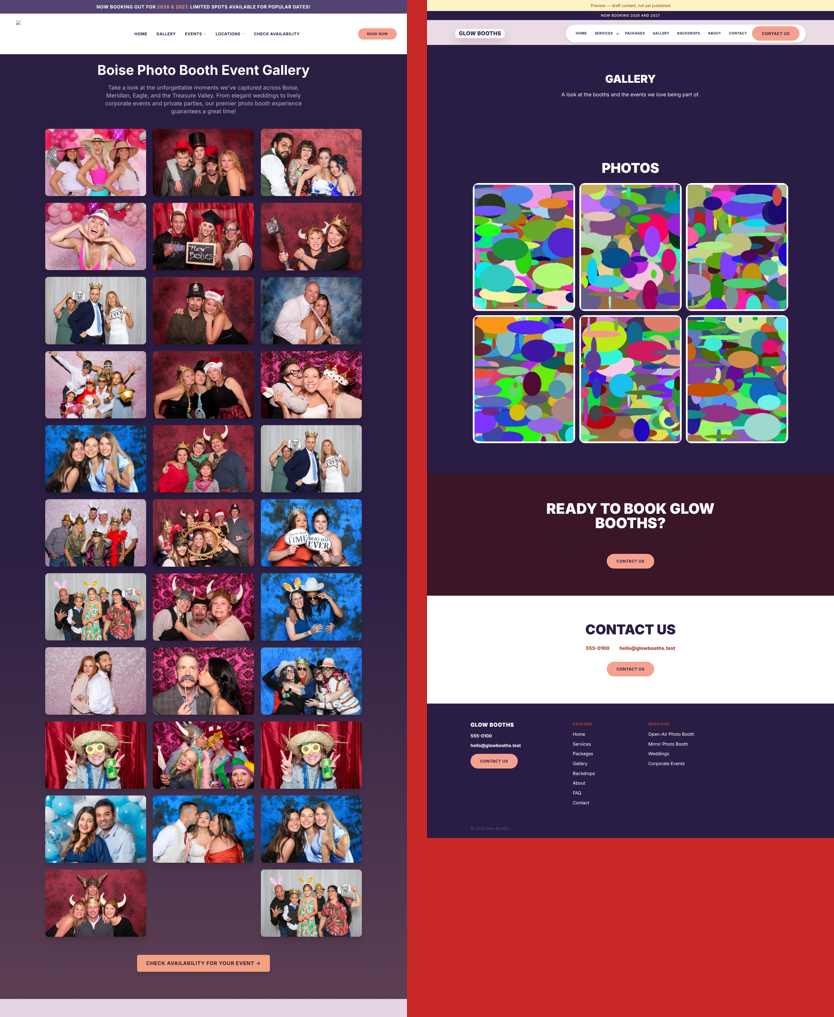 NOW BOOKING OUT FOR 2026 & 2027. LIMITED SPOTS AVAILABLE FOR POPULAR DATES!
HOME GALLERY EVENTS LOCATIONS CHECK AVAILABILITY
BOOK NOW
Boise Photo Booth Event Gallery
Take a look at the unforgettable moments we've captured across Boise,
Meridian, Eagle, and the Treasure Valley. From elegant weddings to lively
corporate events and private parties, our premier photo booth experience
guarantees a great time!
CHECK AVAILABILITY FOR YOUR EVENT →
Preview — draft content, not yet published
NOW BOOKING 2026 AND 2027
GLOW BOOTHS
HOME SERVICES PACKAGES GALLERY BACKDROPS ABOUT CONTACT
CONTACT US
GALLERY
A look at the booths and the events we love being part of.
PHOTOS
READY TO BOOK GLOW
BOOTHS?
CONTACT US
CONTACT US
555-0100 hello@glowbooths.test
CONTACT US
GLOW BOOTHS
555-0100
hello@glowbooths.test
CONTACT US
Home
Services
Packages
Gallery
Backdrops
About
FAQ
Contact
Open-Air Photo Booth
Mirror Photo Booth
Weddings
Corporate Events